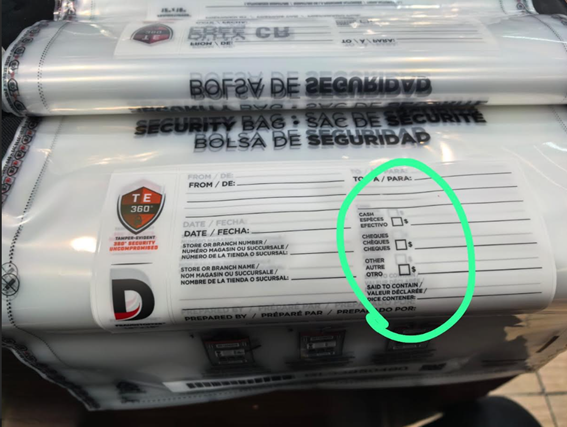 FROM / DE:
TO / A / PARA:
BOLSA DE SEGURIDAD
SECURITY BAG • SAC DE SÉCURITÉ
BOLSA DE SEGURIDAD
FROM / DE:
FROM / DE:
TO / A / PARA:
TE
360°
TAMPER-EVIDENT
360° SECURITY
UNCOMPROMISED
DATE / FECHA:
DATE / FECHA:
STORE OR BRANCH NUMBER /
NUMÉRO MAGASIN OU SUCCURSALE /
NÚMERO DE LA TIENDA O SUCURSAL:
STORE OR BRANCH NAME /
NOM MAGASIN OU SUCCURSALE /
NOMBRE DE LA TIENDA O SUCURSAL:
CASH
ESPÈCES
EFECTIVO
$
CHEQUES
CHÈQUES
CHEQUES
$
OTHER
AUTRE
OTRO
$
SAID TO CONTAIN /
VALEUR DÉCLARÉE /
DICE CONTENER:
D
PREPARED BY / PRÉPARÉ PAR / PREPARADO POR: